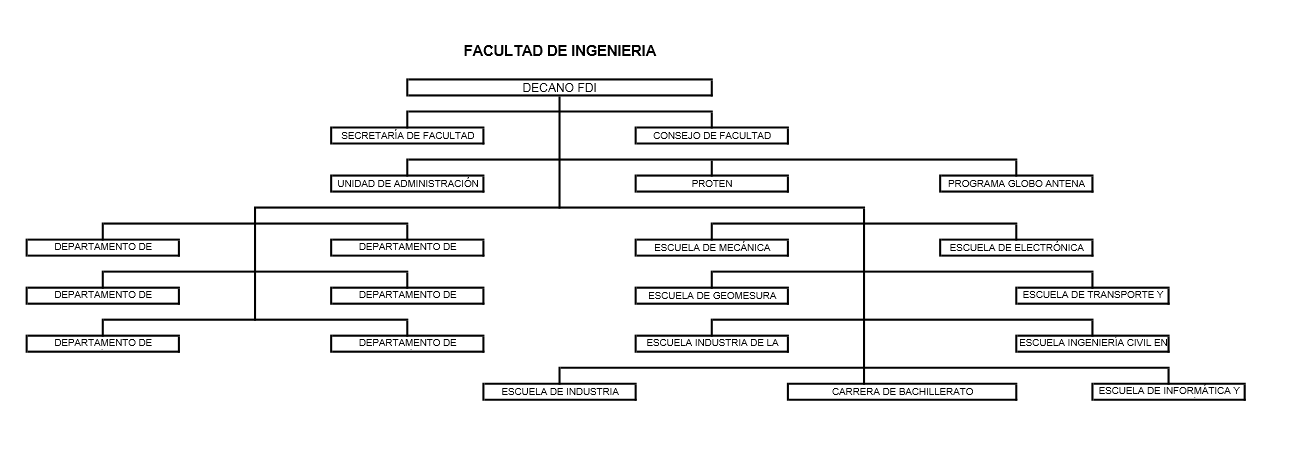 FACULTAD DE INGENIERIA
DECANO FDI
SECRETARÍA DE FACULTAD
CONSEJO DE FACULTAD
UNIDAD DE ADMINISTRACIÓN
PROTEN
PROGRAMA GLOBO ANTENA
DEPARTAMENTO DE
DEPARTAMENTO DE
ESCUELA DE MECÁNICA
ESCUELA DE ELECTRÓNICA
DEPARTAMENTO DE
DEPARTAMENTO DE
ESCUELA DE GEOMESURA
ESCUELA DE TRANSPORTE Y
DEPARTAMENTO DE
DEPARTAMENTO DE
ESCUELA INDUSTRIA DE LA
ESCUELA INGENIERÍA CIVIL EN
ESCUELA DE INDUSTRIA
CARRERA DE BACHILLERATO
ESCUELA DE INFORMÁTICA Y